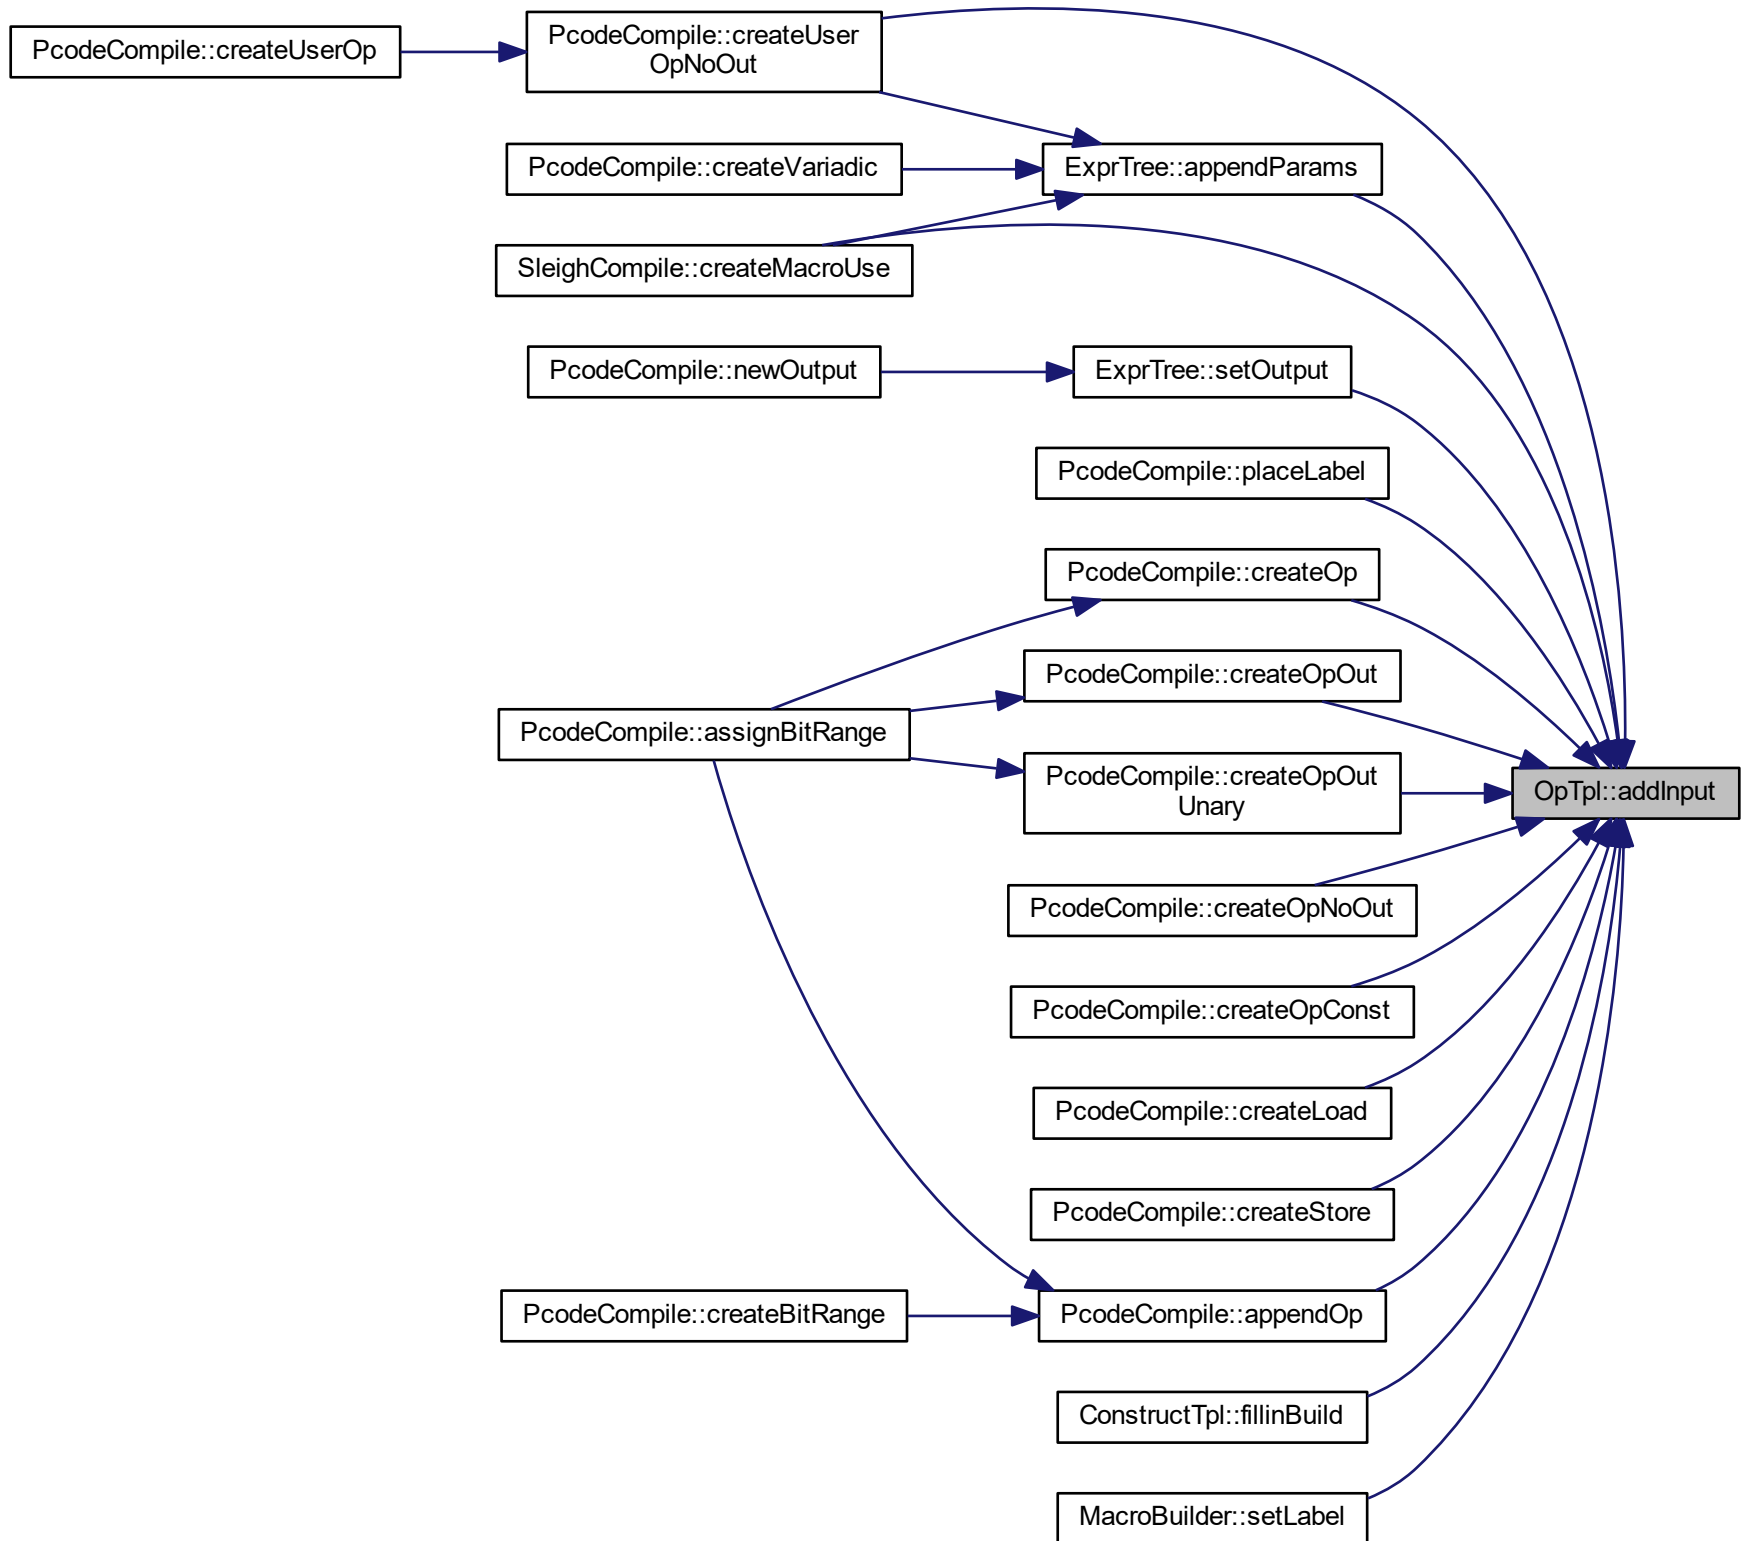 PcodeCompile::createUserOp
PcodeCompile::createUser
OpNoOut
PcodeCompile::createVariadic
ExprTree::appendParams
SleighCompile::createMacroUse
PcodeCompile::newOutput
ExprTree::setOutput
PcodeCompile::placeLabel
PcodeCompile::createOp
PcodeCompile::createOpOut
PcodeCompile::assignBitRange
PcodeCompile::createOpOut
Unary
OpTpl::addInput
PcodeCompile::createOpNoOut
PcodeCompile::createOpConst
PcodeCompile::createLoad
PcodeCompile::createStore
PcodeCompile::createBitRange
PcodeCompile::appendOp
ConstructTpl::fillinBuild
MacroBuilder::setLabel